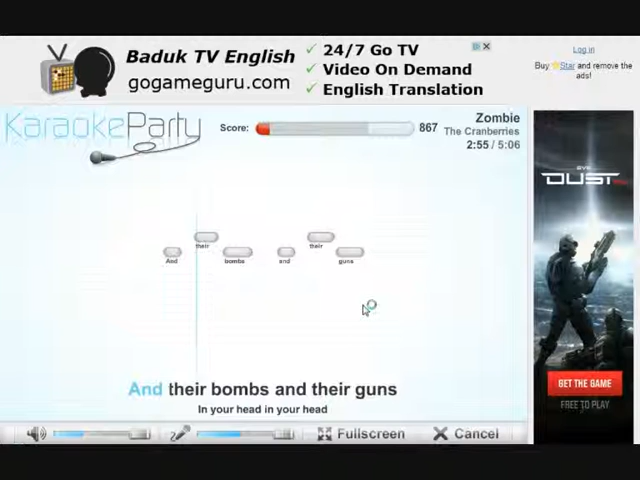 Baduk TV English
gogameguru.com
✓ 24/7 Go TV
✓ Video On Demand
✓ English Translation
Log in
Buy Star and remove the ads!
KaraokeParty
Score:
867
Zombie
The Cranberries
2:55 / 5:06
DUST
And
their
bombs
and
their
guns
And their bombs and their guns
In your head in your head
GET THE GAME
FREE TO PLAY
Fullscreen
Cancel